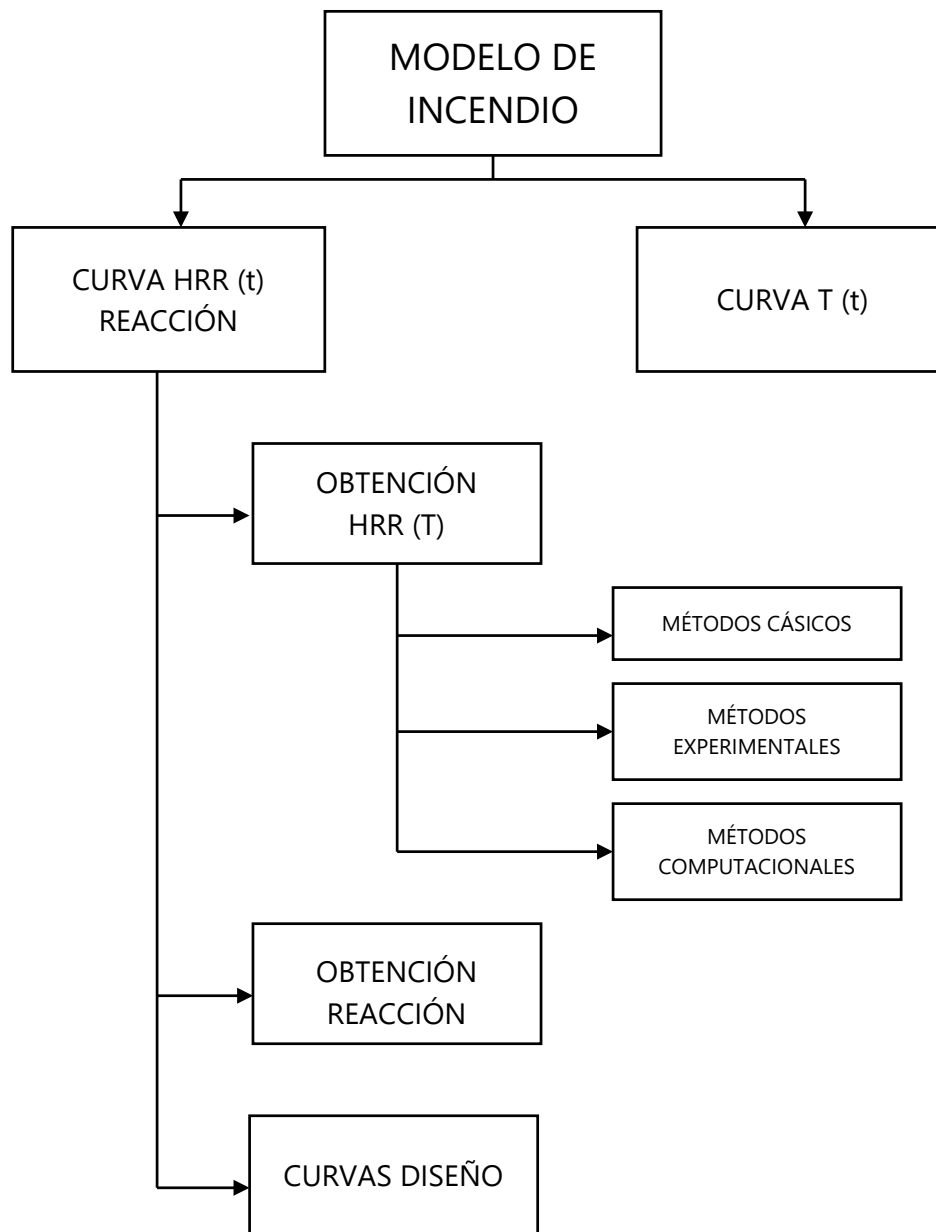 MODELO DE
INCENDIO
CURVA HRR (t)
REACCIÓN
CURVA T (t)
OBTENCIÓN
HRR (T)
MÉTODOS CÁSICOS
MÉTODOS
EXPERIMENTALES
MÉTODOS
COMPUTACIONALES
OBTENCIÓN
REACCIÓN
CURVAS DISEÑO